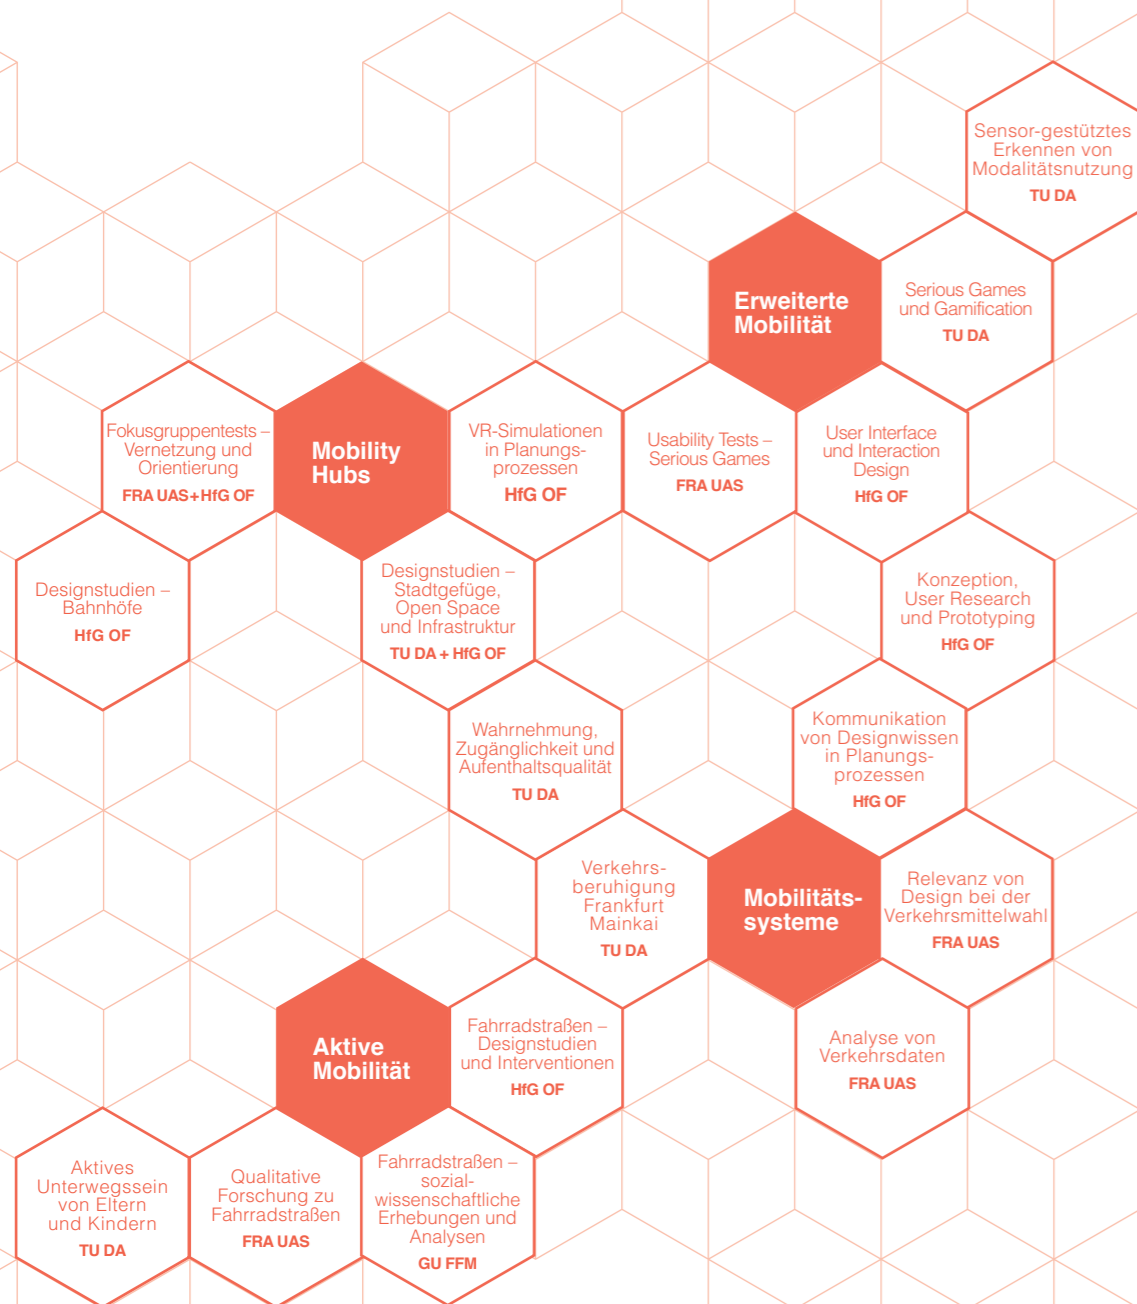 Sensor-gestütztes
Erkennen von
Modalitätsnutzung
TU DA
Erweiterte
Mobilität
Serious Games
und Gamification
TU DA
Fokusgruppentests –
Vernetzung und
Orientierung
FRA UAS+HfG OF
Mobility
Hubs
VR-Simulationen
in Planungs-
prozessen
HfG OF
Usability Tests –
Serious Games
FRA UAS
User Interface
und Interaction
Design
HfG OF
Designstudien –
Bahnhöfe
HfG OF
Designstudien –
Stadtgefüge,
Open Space
und Infrastruktur
TU DA + HfG OF
Konzeption,
User Research
und Prototyping
HfG OF
Wahrnehmung,
Zugänglichkeit und
Aufenthaltsqualität
TU DA
Kommunikation
von Designwissen
in Planungs-
prozessen
HfG OF
Verkehrs-
beruhigung
Frankfurt
Mainkai
TU DA
Mobilitäts-
systeme
Relevanz von
Design bei der
Verkehrsmittelwahl
FRA UAS
Aktive
Mobilität
Fahrradstraßen –
Designstudien
und Interventionen
HfG OF
Analyse von
Verkehrsdaten
FRA UAS
Aktives
Unterwegssein
von Eltern
und Kindern
TU DA
Qualitative
Forschung zu
Fahrradstraßen
FRA UAS
Fahrradstraßen –
sozial-
wissenschaftliche
Erhebungen und
Analysen
GU FFM